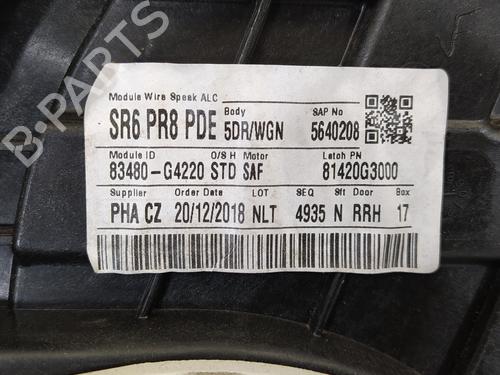 Module Wire Speak ALC Body SAP No
SR6 PR8 PDE 5DR/WGN 5640208
Module ID O/S H Motor Latch PN
83480-G4220 STD SAF 81420G3000
Supplier Order Date LOT SEQ Sft Door Box
PHA CZ 20/12/2018 NLT 4935 N RRH 17